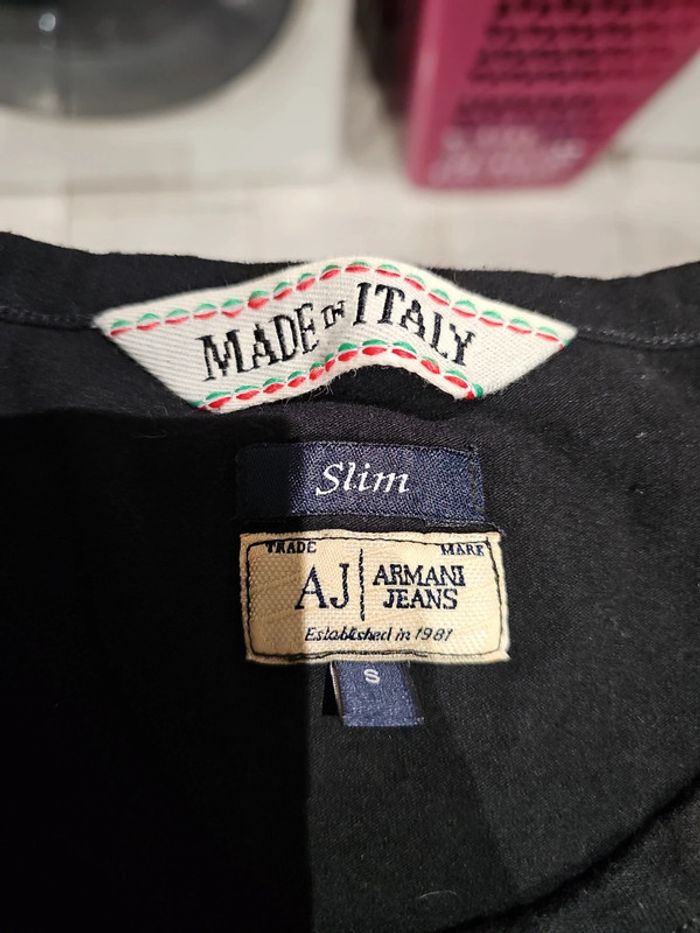 MADE IN ITALY
Slim
TRADE MARK
AJ ARMANI
JEANS
Established in 1981
S